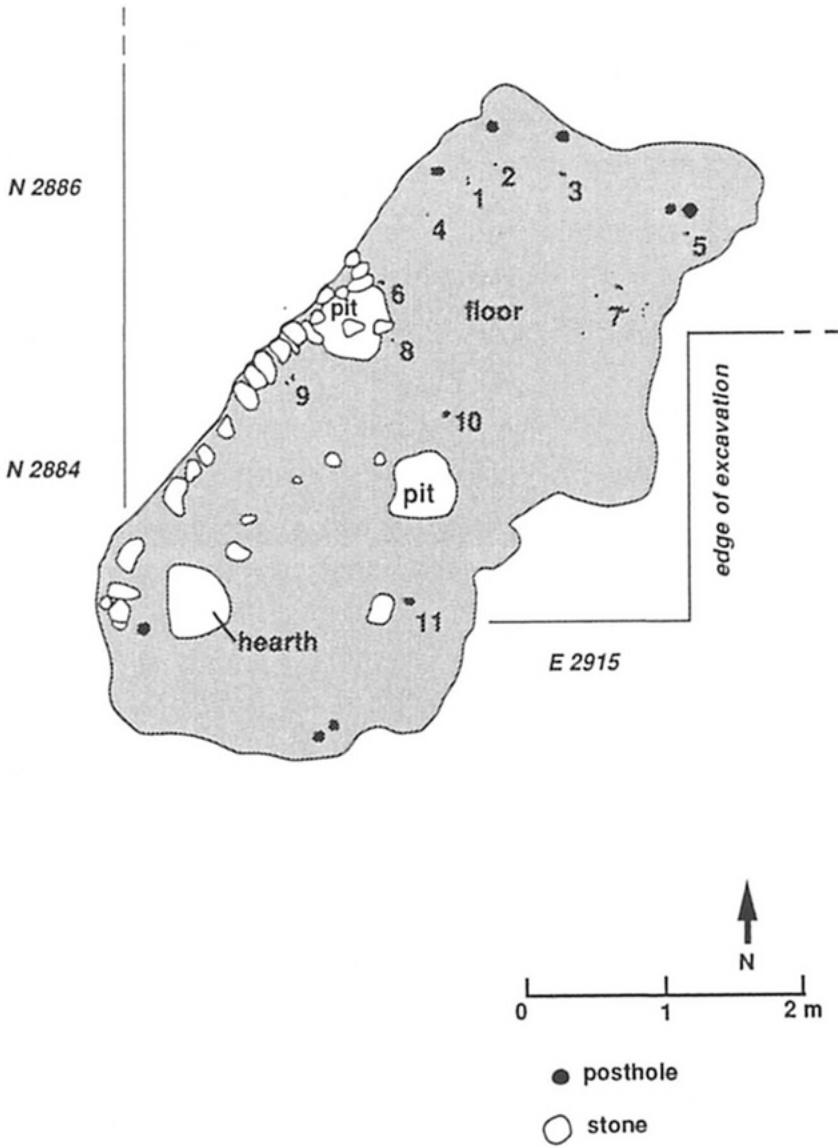 N 2886
1
2
3
4
5
6
pit
floor
7
8
9
10
edge of excavation
N 2884
pit
11
hearth
E 2915
N
0 1 2 m
posthole
stone